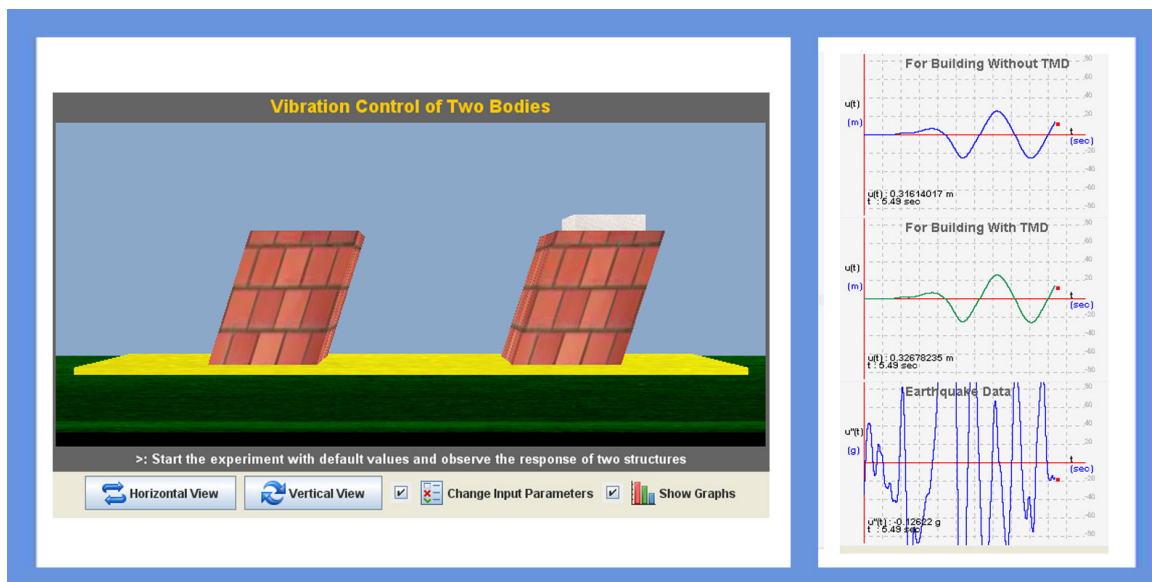 Vibration Control of Two Bodies
>: Start the experiment with default values and observe the response of two structures
Horizontal View
Vertical View
Change Input Parameters
Show Graphs
For Building Without TMD
u(t)
(m)
t
(sec)
u(t) : 0.31614017 m
t : 5.49 sec
For Building With TMD
u(t)
(m)
t
(sec)
u(t) : 0.32678235 m
t : 5.49 sec
Earthquake Data
u"(t)
(g)
t
(sec)
u"(t) : -0.12622 g
t : 5.49 sec